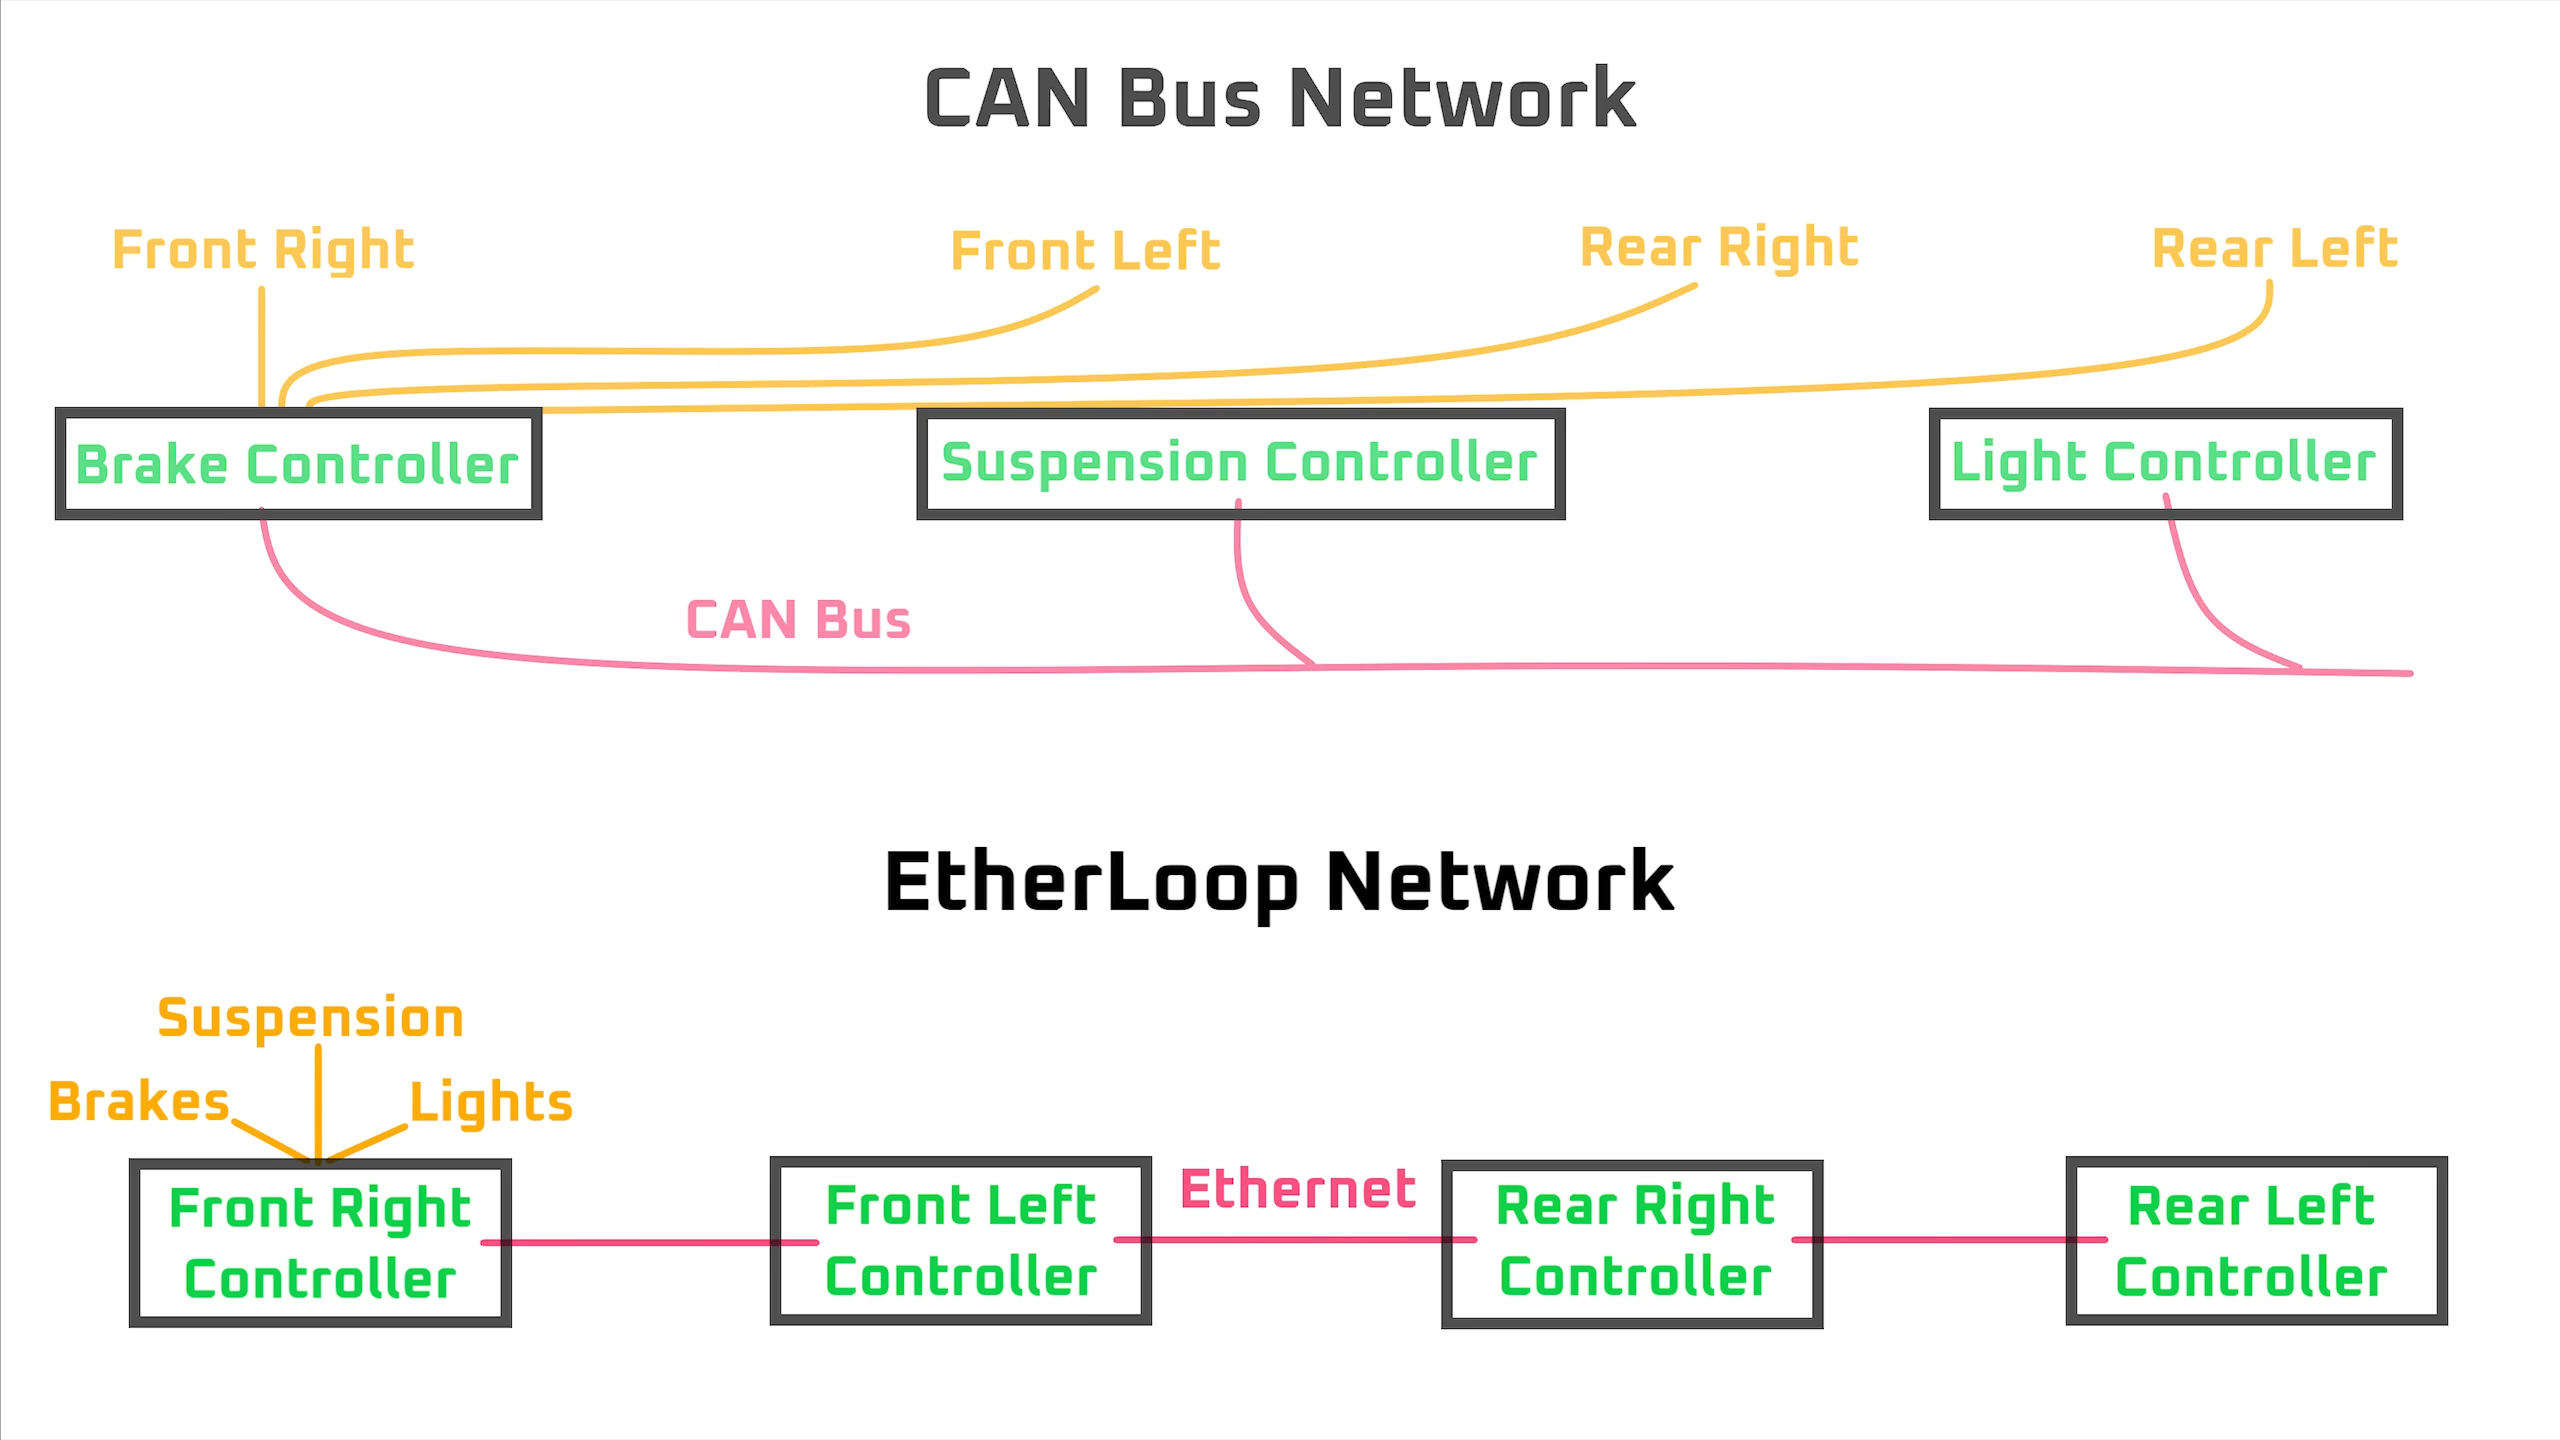 CAN Bus Network
Front Right
Front Left
Rear Right
Rear Left
Brake Controller
Suspension Controller
Light Controller
CAN Bus
EtherLoop Network
Suspension
Brakes
Lights
Front Right
Controller
Front Left
Controller
Ethernet
Rear Right
Controller
Rear Left
Controller